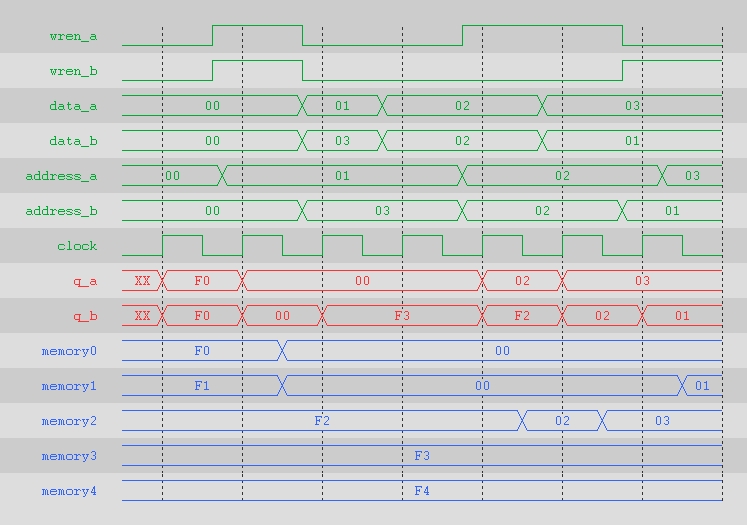 wren_a
wren_b
data_a 00 01 02 03
data_b 00 03 02 01
address_a 00 01 02 03
address_b 00 03 02 01
clock
q_a XX F0 00 02 03
q_b XX F0 00 F3 F2 02 01
memory0 F0 00
memory1 F1 00 01
memory2 F2 02 03
memory3 F3
memory4 F4